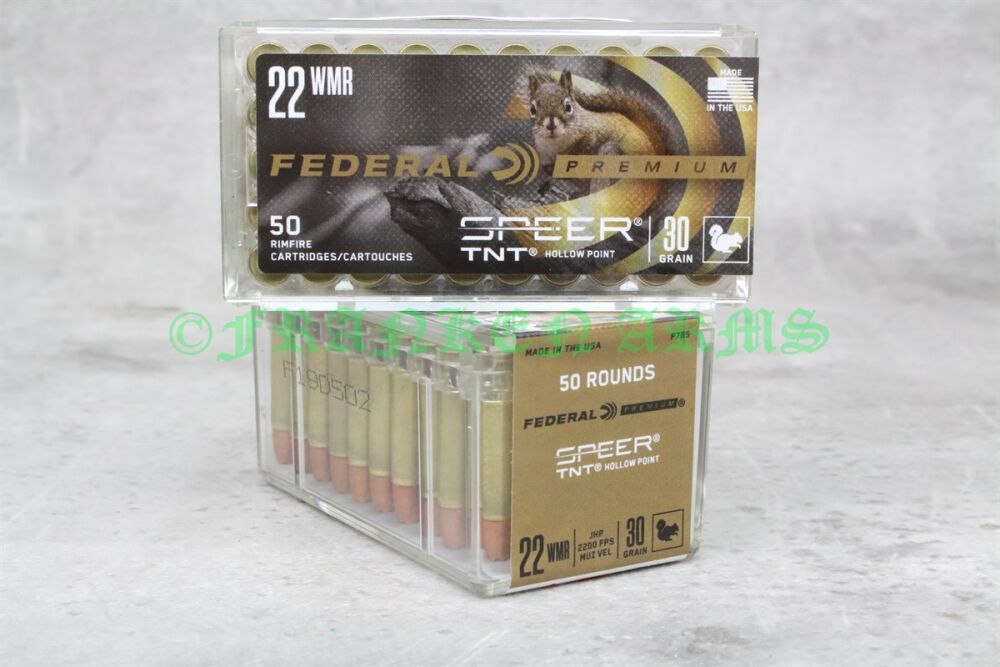 22 WMR
MADE
IN THE USA
FEDERAL PREMIUM
50
RIMFIRE
CARTRIDGES/CARTOUCHES
SPEER®
TNT® HOLLOW POINT
30
GRAIN
©FRANKEN ARMS
MADE IN THE USA
P765
50 ROUNDS
F19D502
FEDERAL PREMIUM®
SPEER®
TNT® HOLLOW POINT
22 WMR
JHP
2200 FPS
MUZ VEL
30
GRAIN